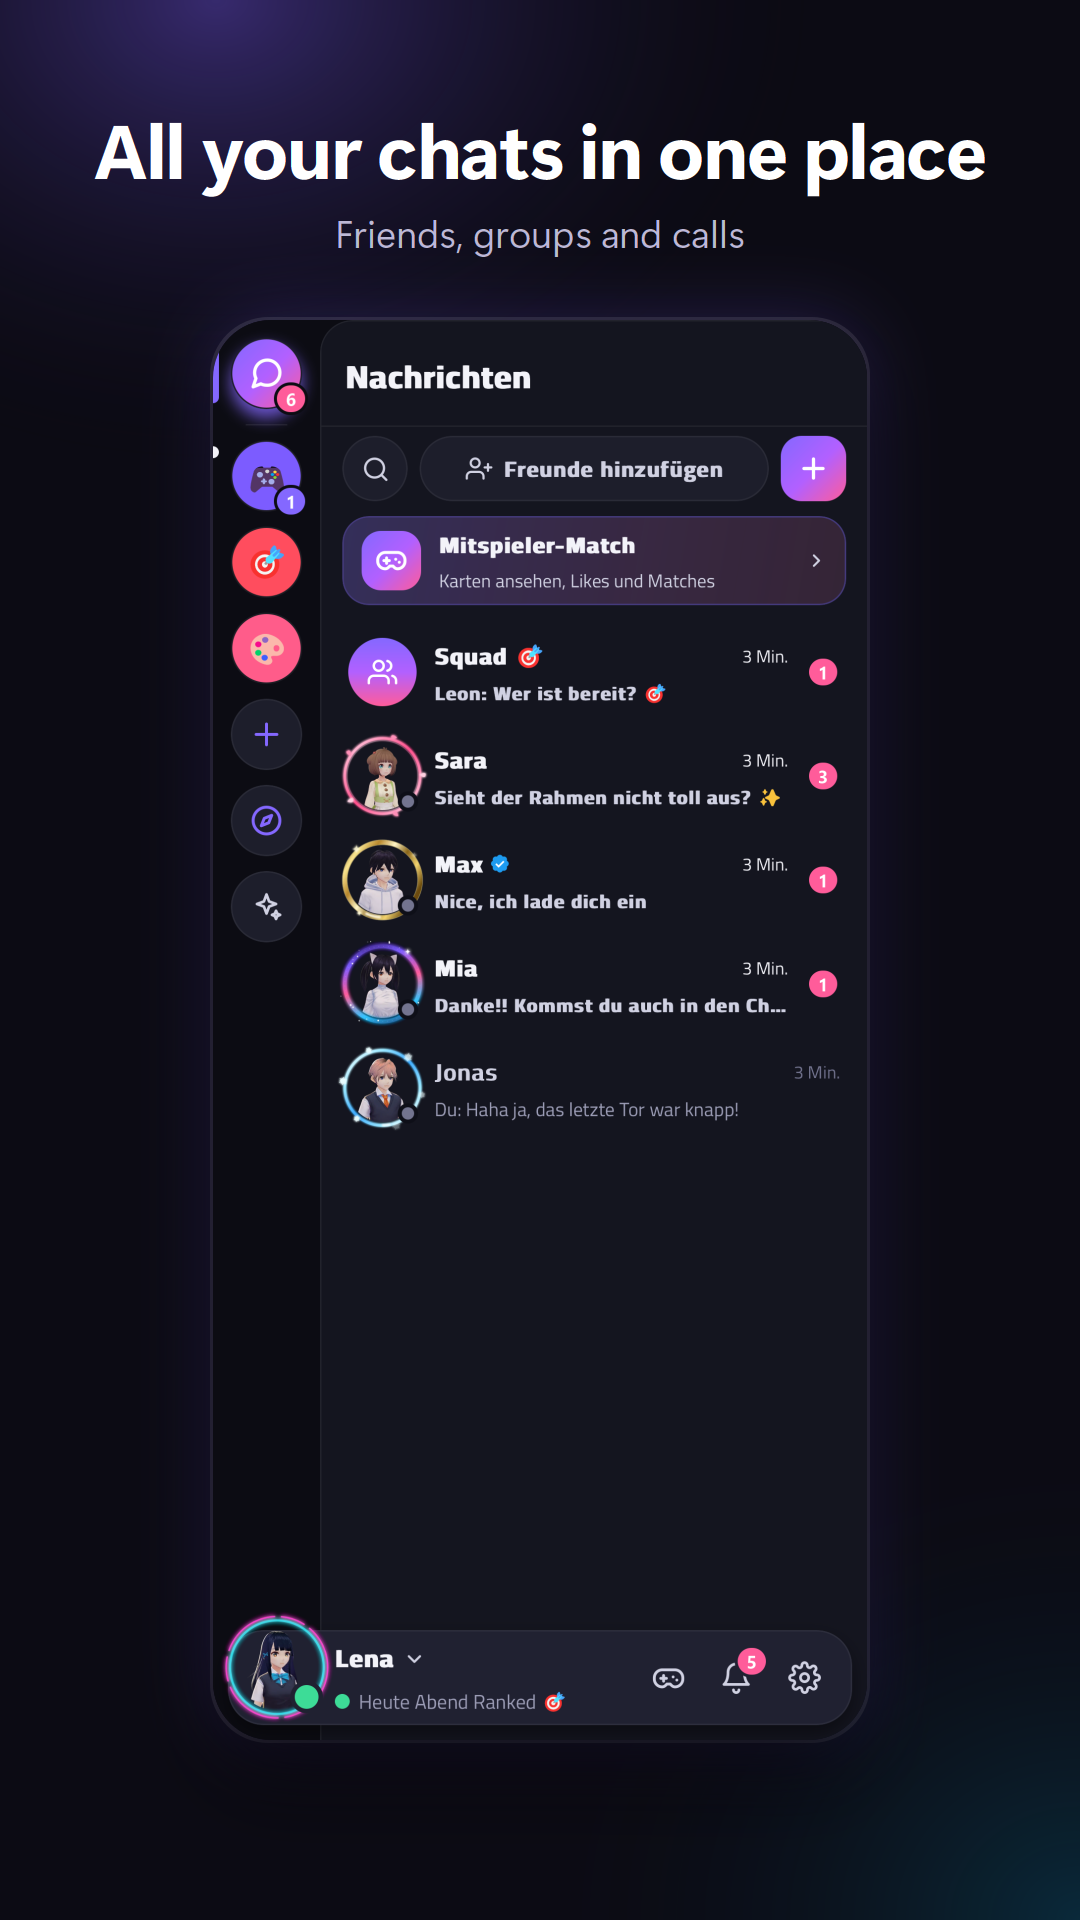 All your chats in one place
Friends, groups and calls
6
Nachrichten
1
Freunde hinzufügen
Mitspieler-Match
Karten ansehen, Likes und Matches
Squad 🎯 3 Min.
Leon: Wer ist bereit? 🎯 1
Sara 3 Min.
Sieht der Rahmen nicht toll aus? ✨ 3
Max 3 Min.
Nice, ich lade dich ein 1
Mia 3 Min.
Danke!! Kommst du auch in den Ch... 1
Jonas 3 Min.
Du: Haha ja, das letzte Tor war knapp!
Lena 5
Heute Abend Ranked 🎯